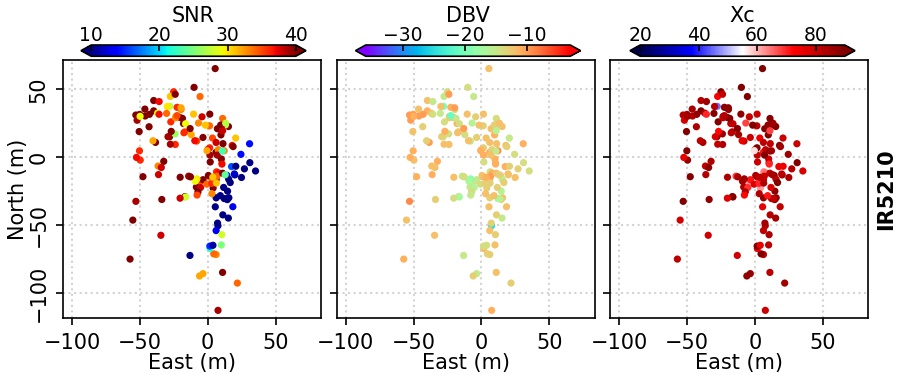 SNR DBV Xc
10 20 30 40 −30 −20 −10 20 40 60 80
50
0
−50
−100
North (m)
IR5210
−100 −50 0 50 −100 −50 0 50 −100 −50 0 50
East (m) East (m) East (m)